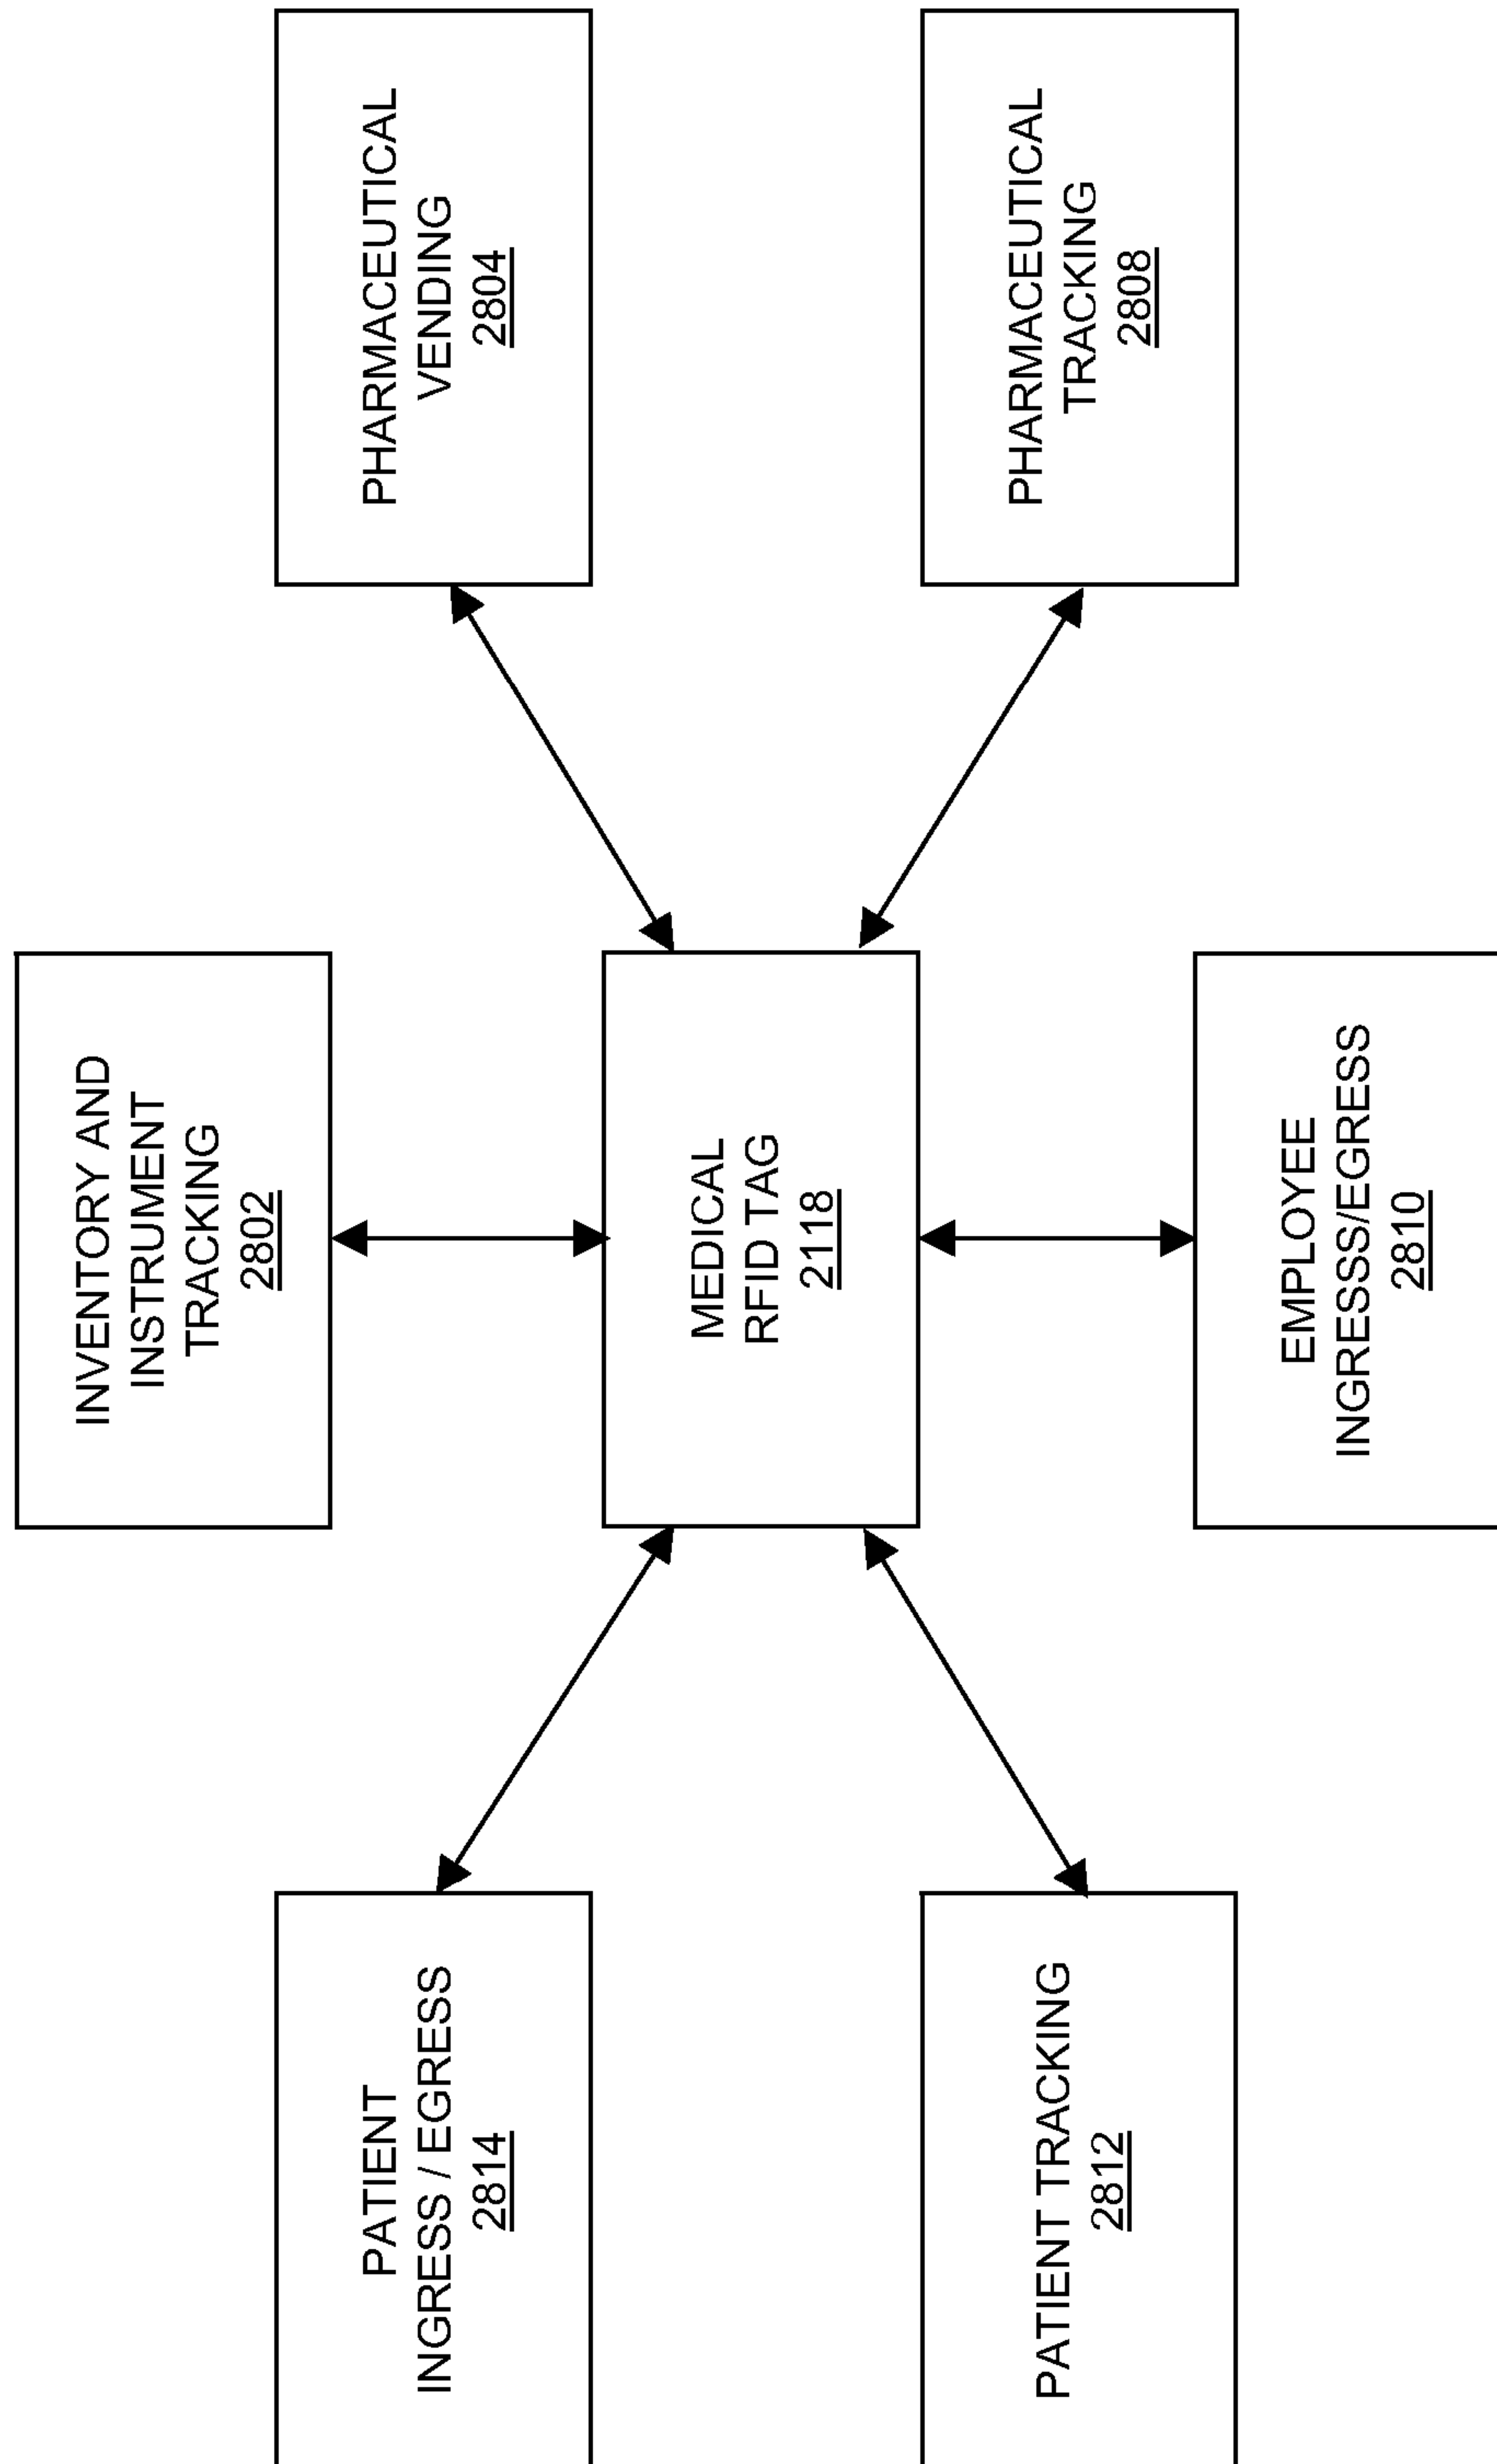 INVENTORY AND
INSTRUMENT
TRACKING
2802
PATIENT
INGRESS / EGRESS
2814
PHARMACEUTICAL
VENDING
2804
MEDICAL
RFID TAG
2118
PATIENT TRACKING
2812
PHARMACEUTICAL
TRACKING
2808
EMPLOYEE
INGRESSS/EGRESS
2810